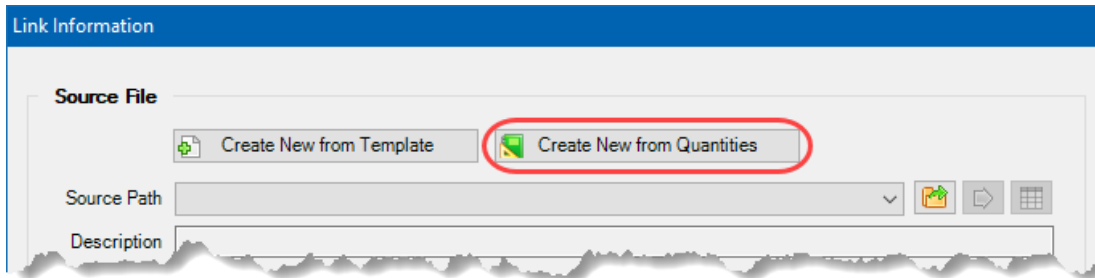 Link Information
Source File
Create New from Template Create New from Quantities
Source Path
Description